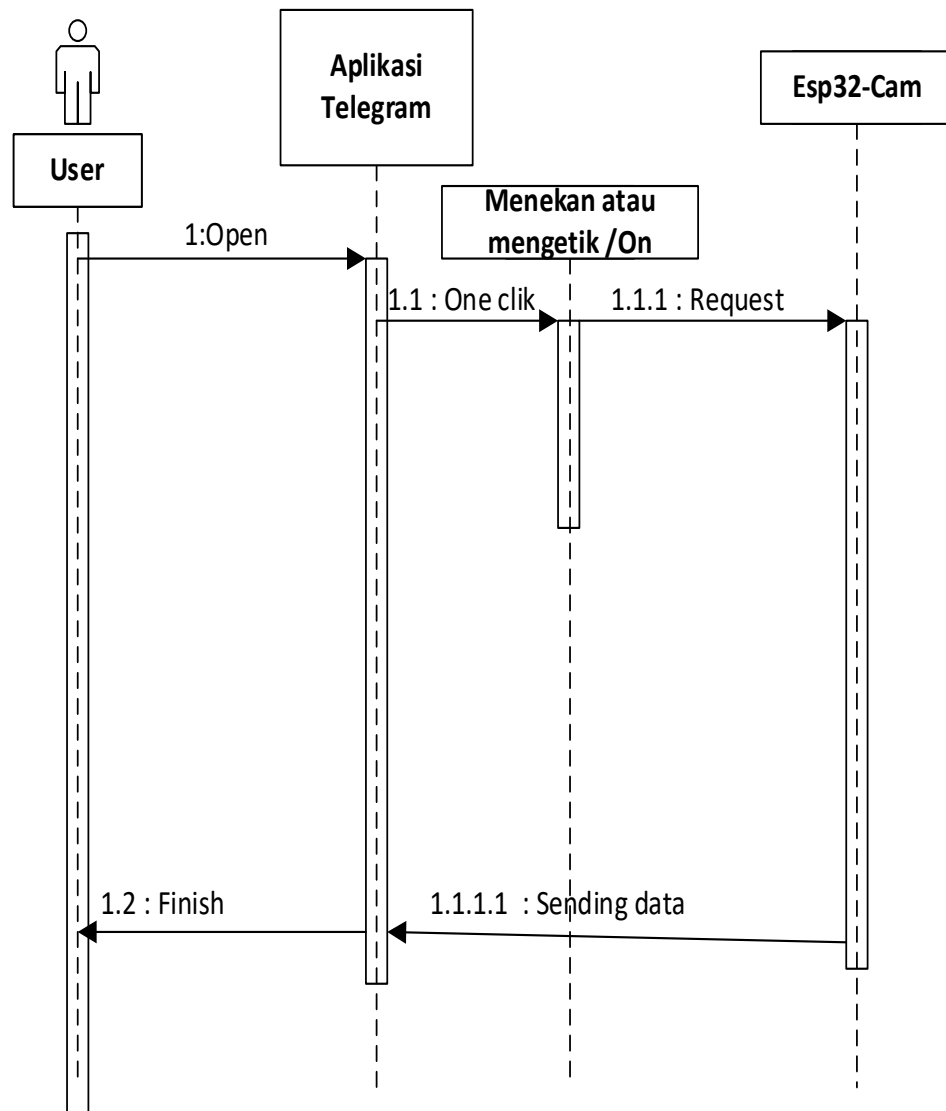 Aplikasi
Telegram
Esp32-Cam
User
Menekan atau
mengetik /On
1:Open
1.1 : One clik
1.1.1 : Request
1.2 : Finish
1.1.1.1 : Sending data